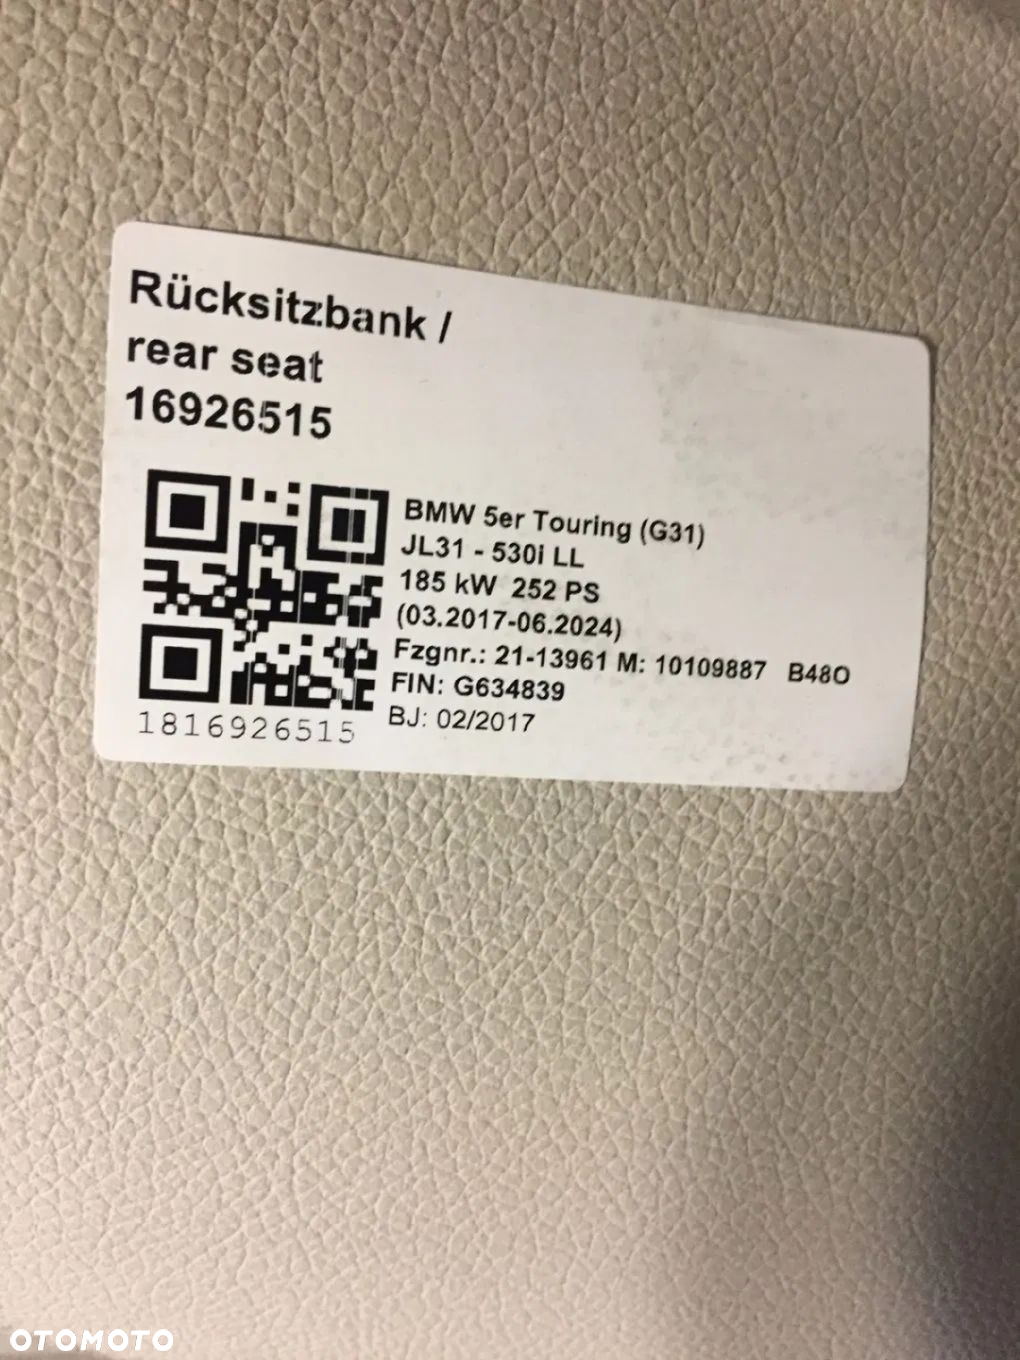 Rücksitzbank /
rear seat
16926515
BMW 5er Touring (G31)
JL31 - 530i LL
185 kW 252 PS
(03.2017-06.2024)
Fzgnr.: 21-13961 M: 10109887 B48O
FIN: G634839
BJ: 02/2017
1816926515
OTOMOTO